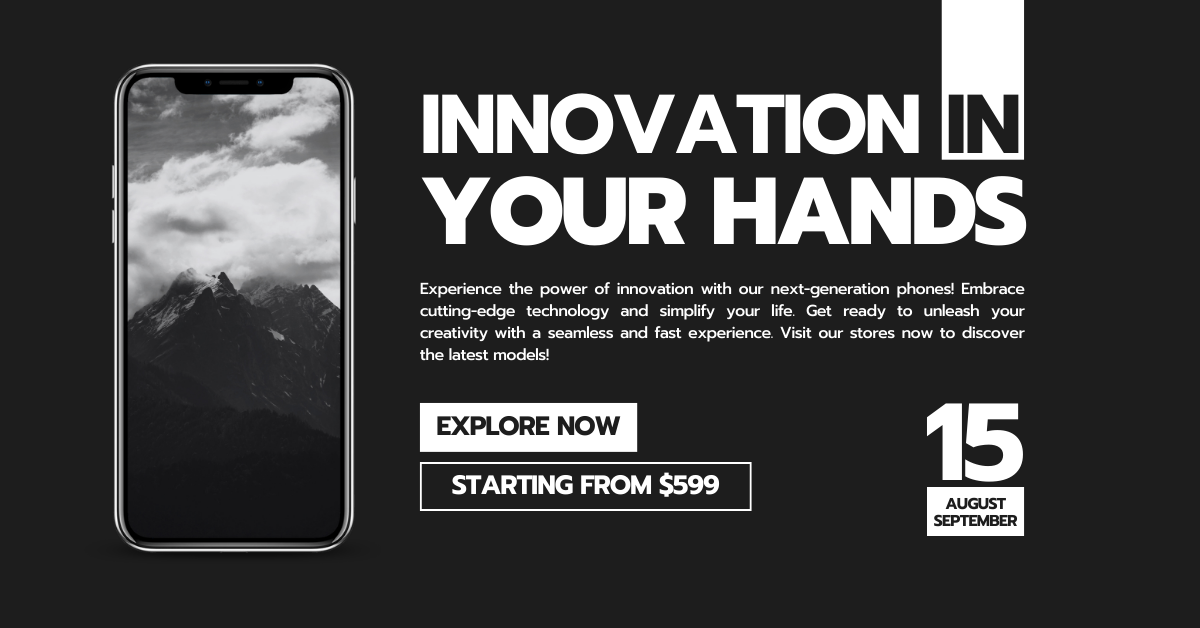 INNOVATION IN
YOUR HANDS
Experience the power of innovation with our next-generation phones! Embrace
cutting-edge technology and simplify your life. Get ready to unleash your
creativity with a seamless and fast experience. Visit our stores now to discover
the latest models!
EXPLORE NOW
STARTING FROM $599
15
AUGUST
SEPTEMBER